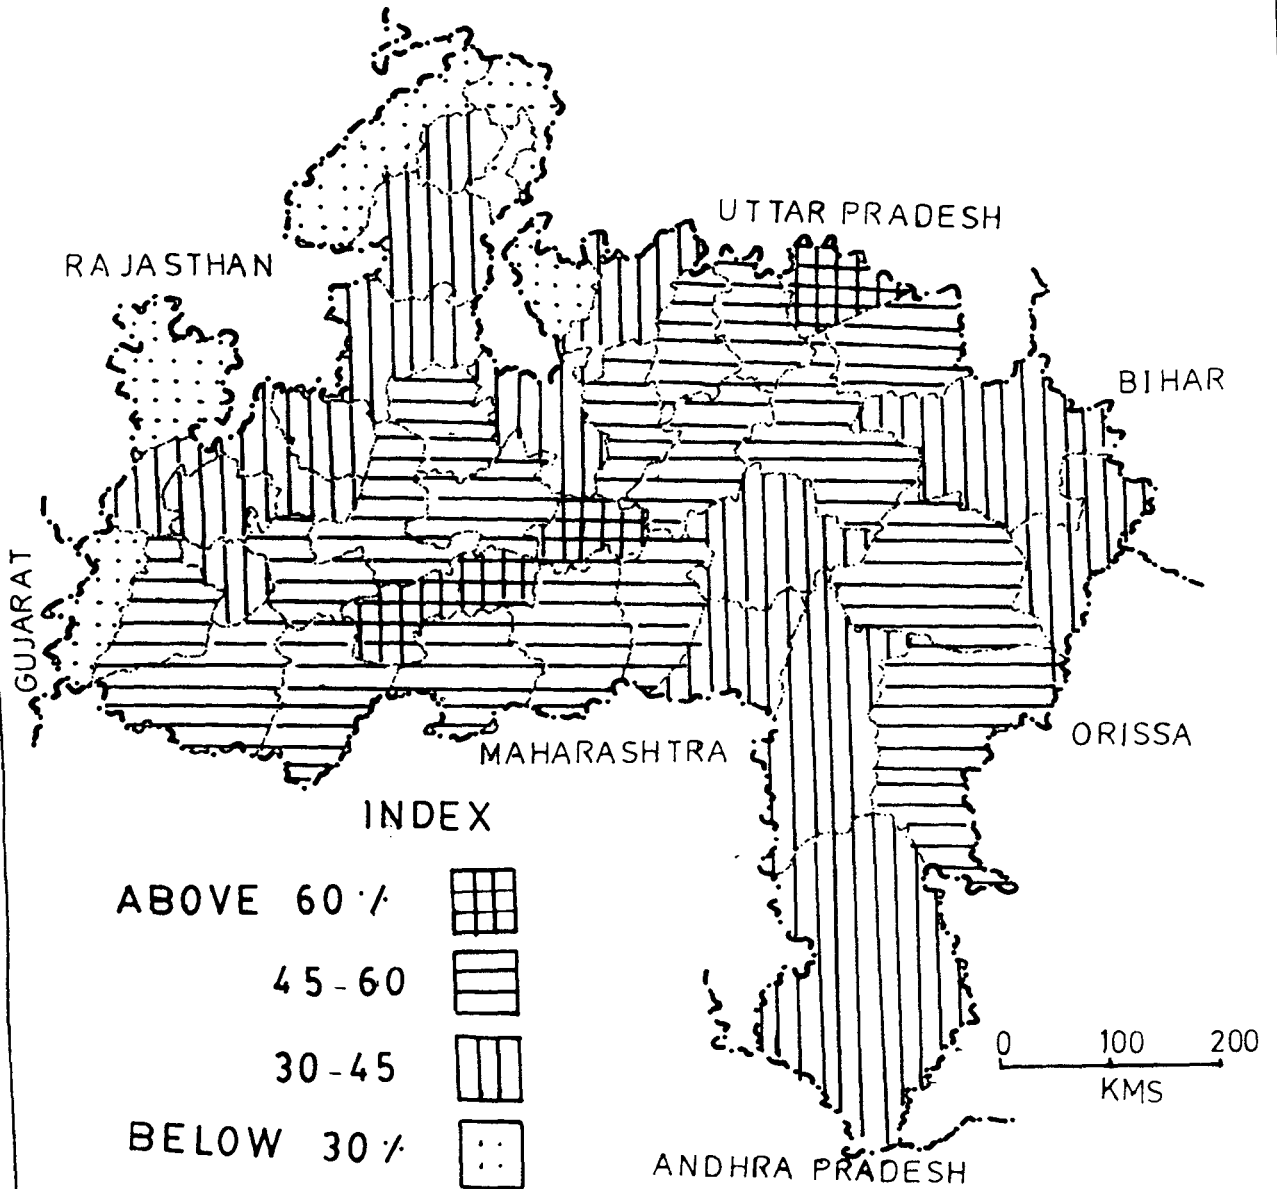 UTTAR PRADESH
RAJASTHAN
BIHAR
GUJARAT
ORISSA
MAHARASHTRA
INDEX
ABOVE 60 %
45-60
30-45
BELOW 30 %
0 100 200
KMS
ANDHRA PRADESH